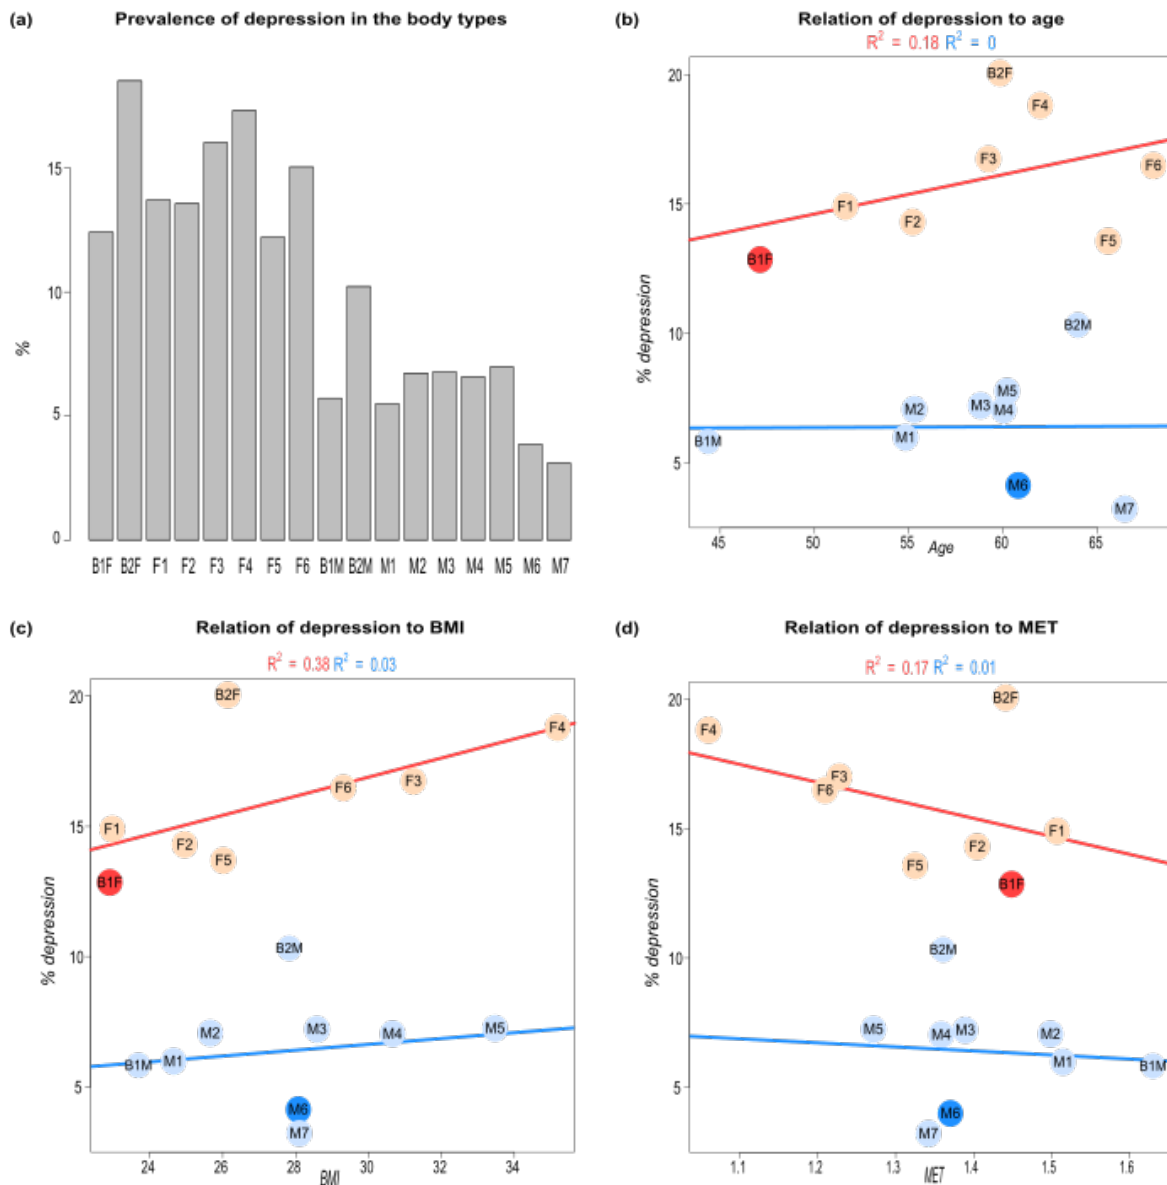 (a) Prevalence of depression in the body types
%
15
10
5
0
B1F B2F F1 F2 F3 F4 F5 F6 B1M B2M M1 M2 M3 M4 M5 M6 M7
(b) Relation of depression to age
R² = 0.18 R² = 0
% depression
20
15
10
5
B2F
F4
F3
F6
F1
F2
F5
B1F
B2M
M5
M3
M2
M4
M1
B1M
M6
M7
45 50 55 60 65
Age
(c) Relation of depression to BMI
R² = 0.38 R² = 0.03
% depression
20
15
10
5
B2F
F4
F3
F6
F1
F2
F5
B1F
B2M
M2
M3
M4
M5
B1M
M1
M6
M7
24 26 28 30 32 34
BMI
(d) Relation of depression to MET
R² = 0.17 R² = 0.01
% depression
20
15
10
5
B2F
F4
F3
F6
F1
F2
F5
B1F
B2M
M5
M4
M3
M2
M1
B1M
M6
M7
1.1 1.2 1.3 1.4 1.5 1.6
MET